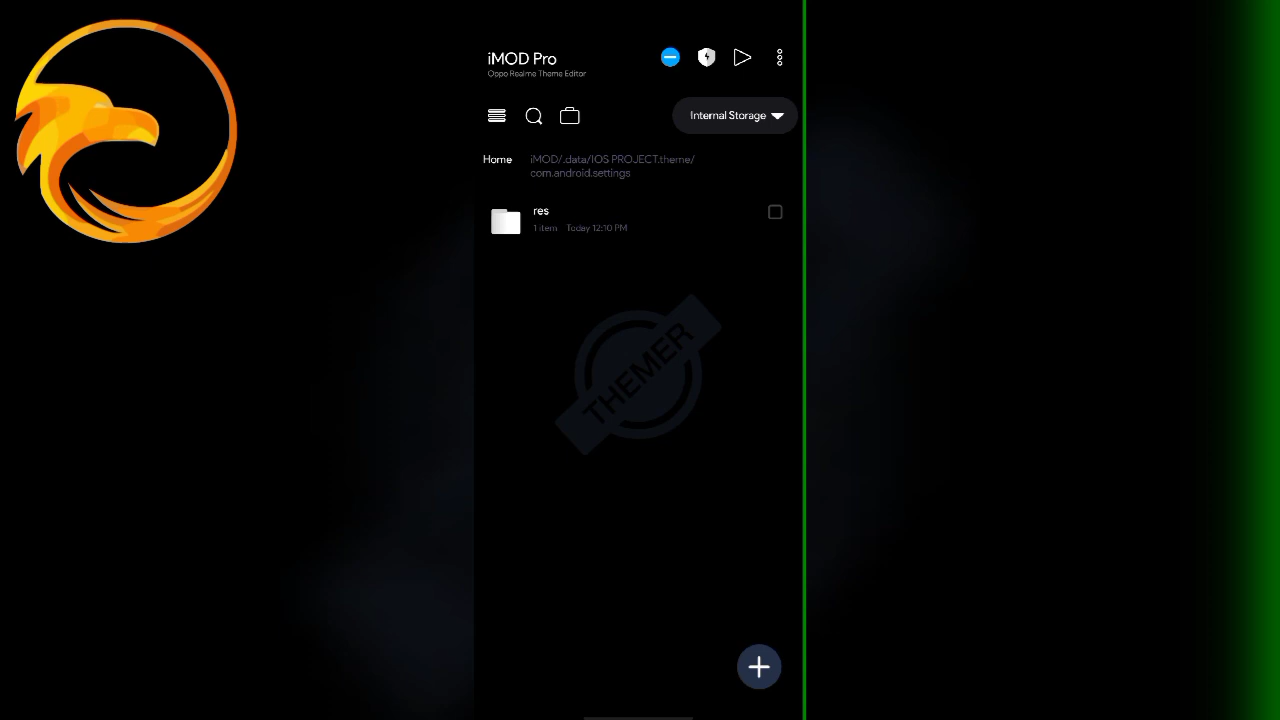 iMOD Pro
Oppo Realme Theme Editor
Internal Storage
Home
iMOD/.data/IOS PROJECT.theme/
com.android.settings
res
1 item Today 12:10 PM
THEMER